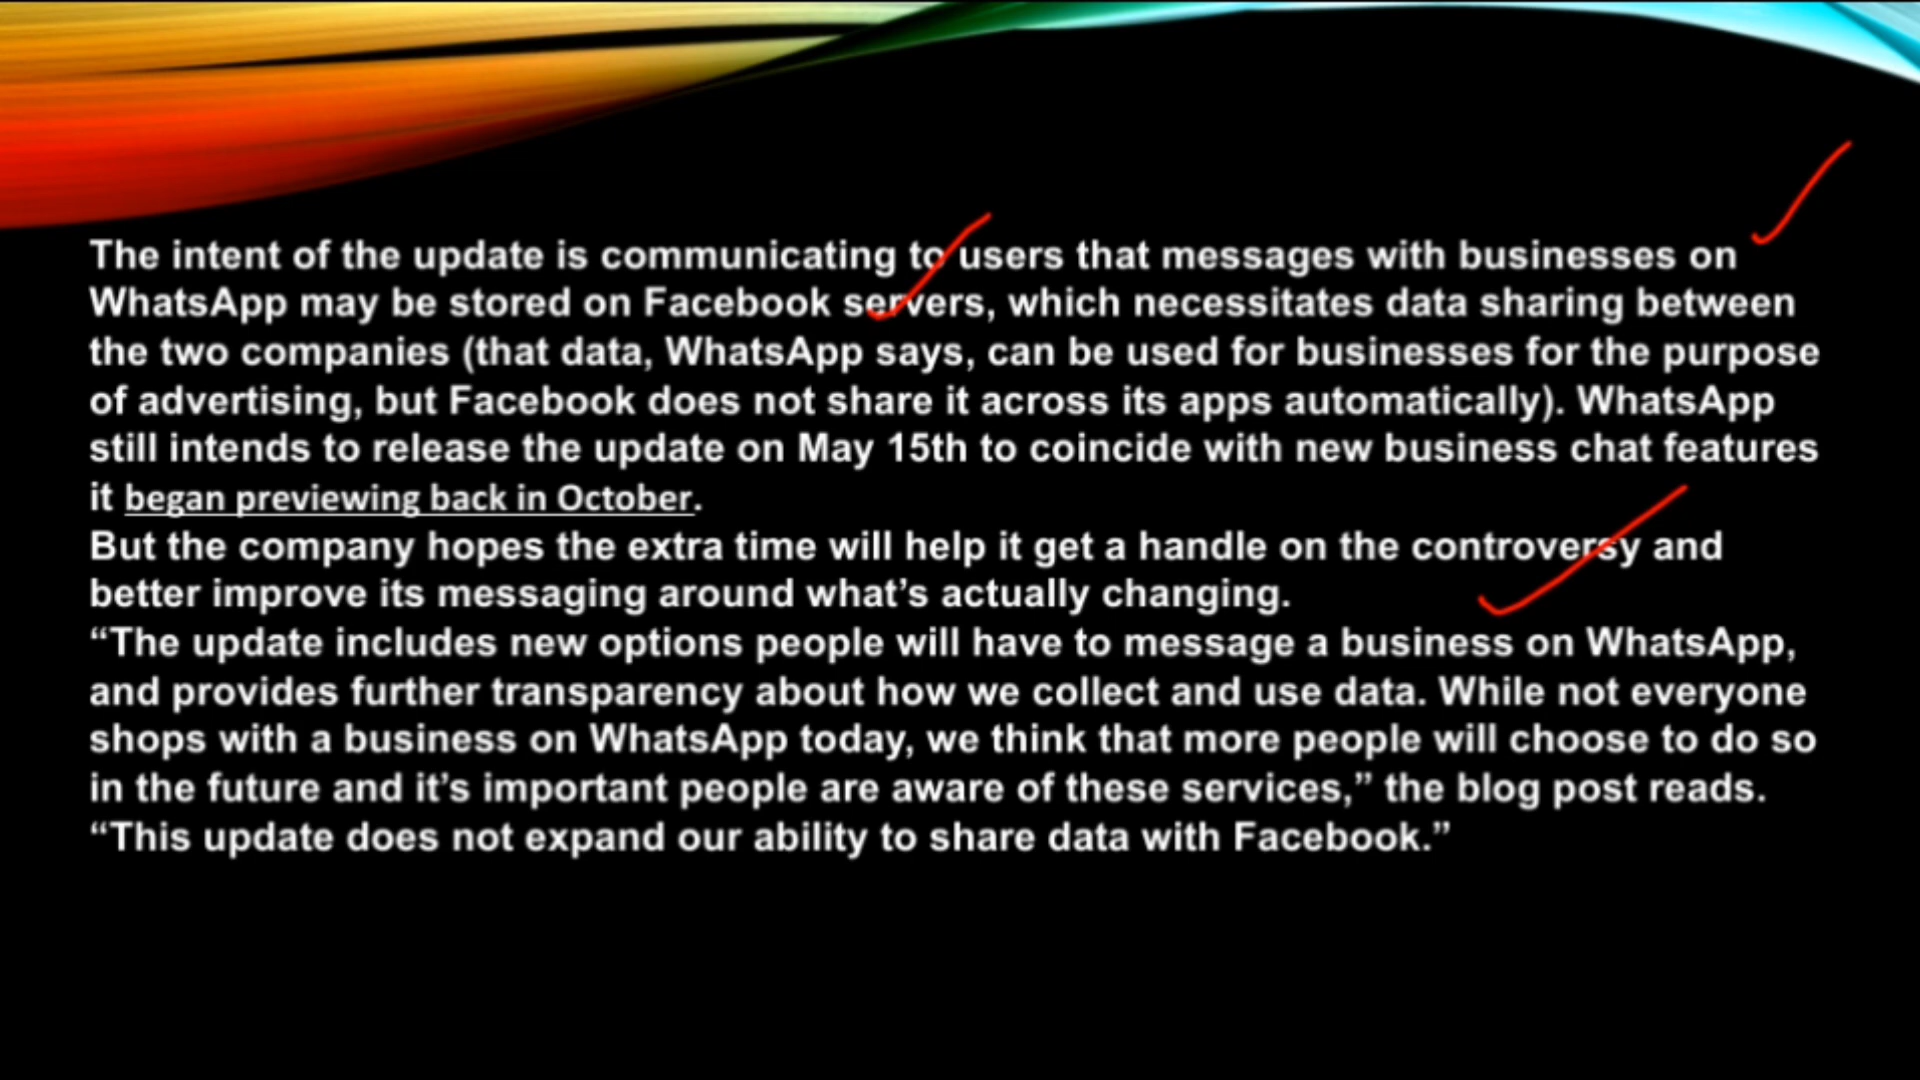 The intent of the update is communicating to users that messages with businesses on
WhatsApp may be stored on Facebook servers, which necessitates data sharing between
the two companies (that data, WhatsApp says, can be used for businesses for the purpose
of advertising, but Facebook does not share it across its apps automatically). WhatsApp
still intends to release the update on May 15th to coincide with new business chat features
it began previewing back in October.
But the company hopes the extra time will help it get a handle on the controversy and
better improve its messaging around what’s actually changing.
“The update includes new options people will have to message a business on WhatsApp,
and provides further transparency about how we collect and use data. While not everyone
shops with a business on WhatsApp today, we think that more people will choose to do so
in the future and it’s important people are aware of these services,” the blog post reads.
“This update does not expand our ability to share data with Facebook.”